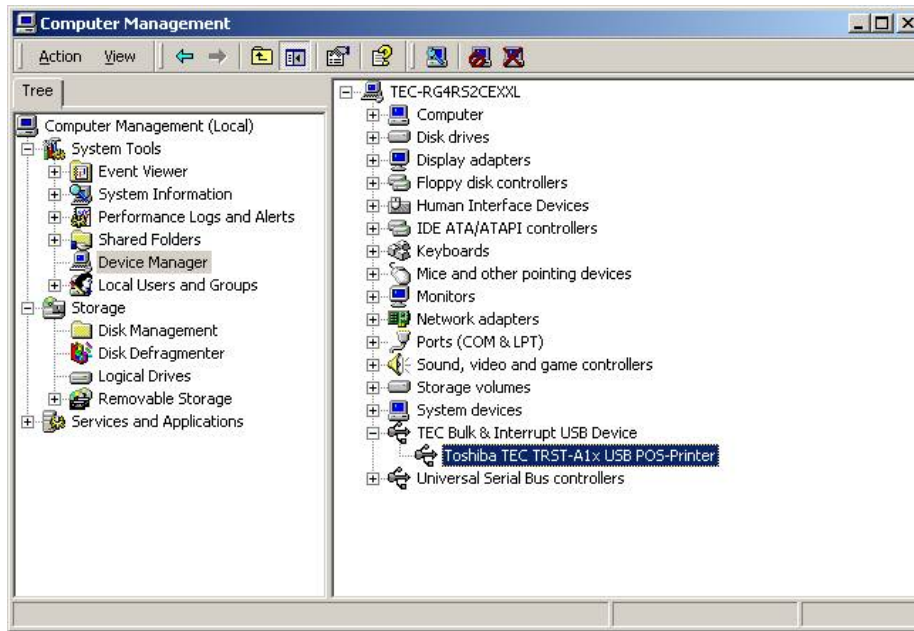 Computer Management
Action View
Tree
Computer Management (Local)
System Tools
Event Viewer
System Information
Performance Logs and Alerts
Shared Folders
Device Manager
Local Users and Groups
Storage
Disk Management
Disk Defragmenter
Logical Drives
Removable Storage
Services and Applications
TEC-RG4RS2CEXXL
Computer
Disk drives
Display adapters
Floppy disk controllers
Human Interface Devices
IDE ATA/ATAPI controllers
Keyboards
Mice and other pointing devices
Monitors
Network adapters
Ports (COM & LPT)
Sound, video and game controllers
Storage volumes
System devices
TEC Bulk & Interrupt USB Device
Toshiba TEC TRST-A1x USB POS-Printer
Universal Serial Bus controllers